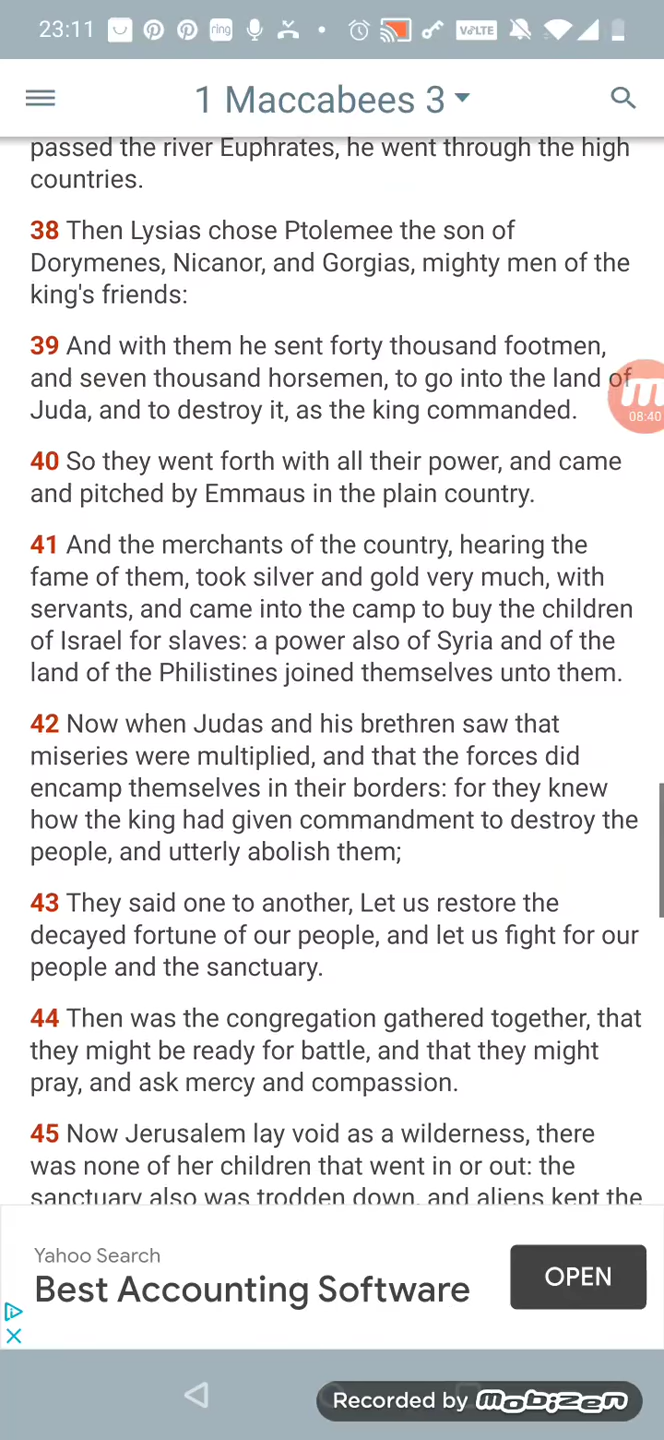 23:11
ring
VoLTE
1 Maccabees 3
passed the river Euphrates, he went through the high
countries.
38 Then Lysias chose Ptolemee the son of
Dorymenes, Nicanor, and Gorgias, mighty men of the
king's friends:
39 And with them he sent forty thousand footmen,
and seven thousand horsemen, to go into the land of
Juda, and to destroy it, as the king commanded.
08:40
40 So they went forth with all their power, and came
and pitched by Emmaus in the plain country.
41 And the merchants of the country, hearing the
fame of them, took silver and gold very much, with
servants, and came into the camp to buy the children
of Israel for slaves: a power also of Syria and of the
land of the Philistines joined themselves unto them.
42 Now when Judas and his brethren saw that
miseries were multiplied, and that the forces did
encamp themselves in their borders: for they knew
how the king had given commandment to destroy the
people, and utterly abolish them;
43 They said one to another, Let us restore the
decayed fortune of our people, and let us fight for our
people and the sanctuary.
44 Then was the congregation gathered together, that
they might be ready for battle, and that they might
pray, and ask mercy and compassion.
45 Now Jerusalem lay void as a wilderness, there
was none of her children that went in or out: the
sanctuary also was trodden down, and aliens kept the
Yahoo Search
Best Accounting Software
OPEN
Recorded by mobizen